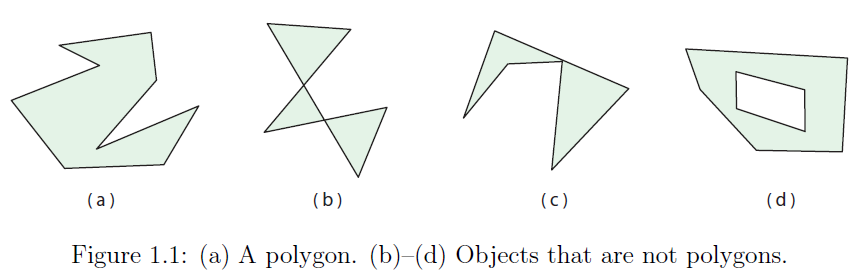 (a) (b) (c) (d)
Figure 1.1: (a) A polygon. (b)–(d) Objects that are not polygons.